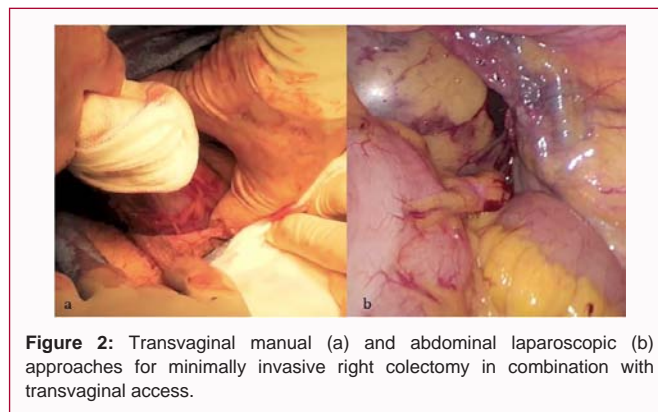 a
b
Figure 2: Transvaginal manual (a) and abdominal laparoscopic (b)
approaches for minimally invasive right colectomy in combination with
transvaginal access.